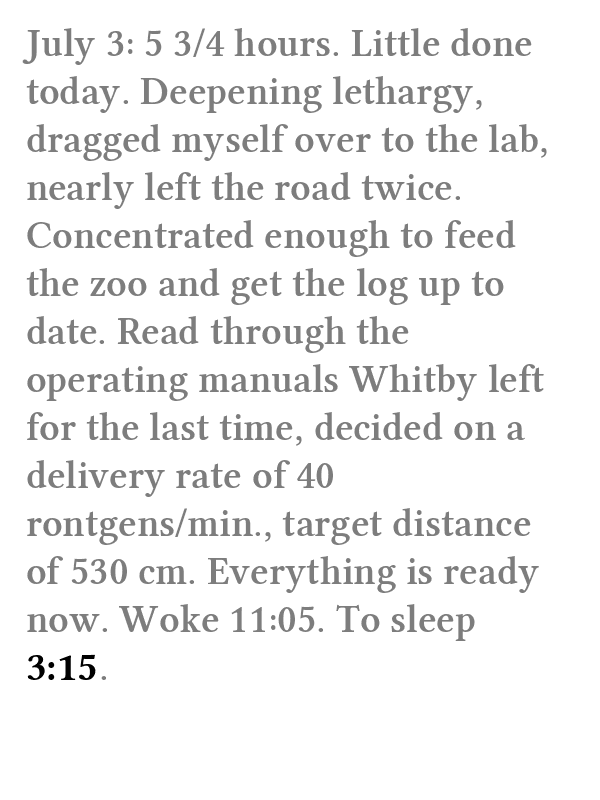 July 3: 5 3/4 hours. Little done
today. Deepening lethargy,
dragged myself over to the lab,
nearly left the road twice.
Concentrated enough to feed
the zoo and get the log up to
date. Read through the
operating manuals Whitby left
for the last time, decided on a
delivery rate of 40
rontgens/min., target distance
of 530 cm. Everything is ready
now. Woke 11:05. To sleep
3:15.